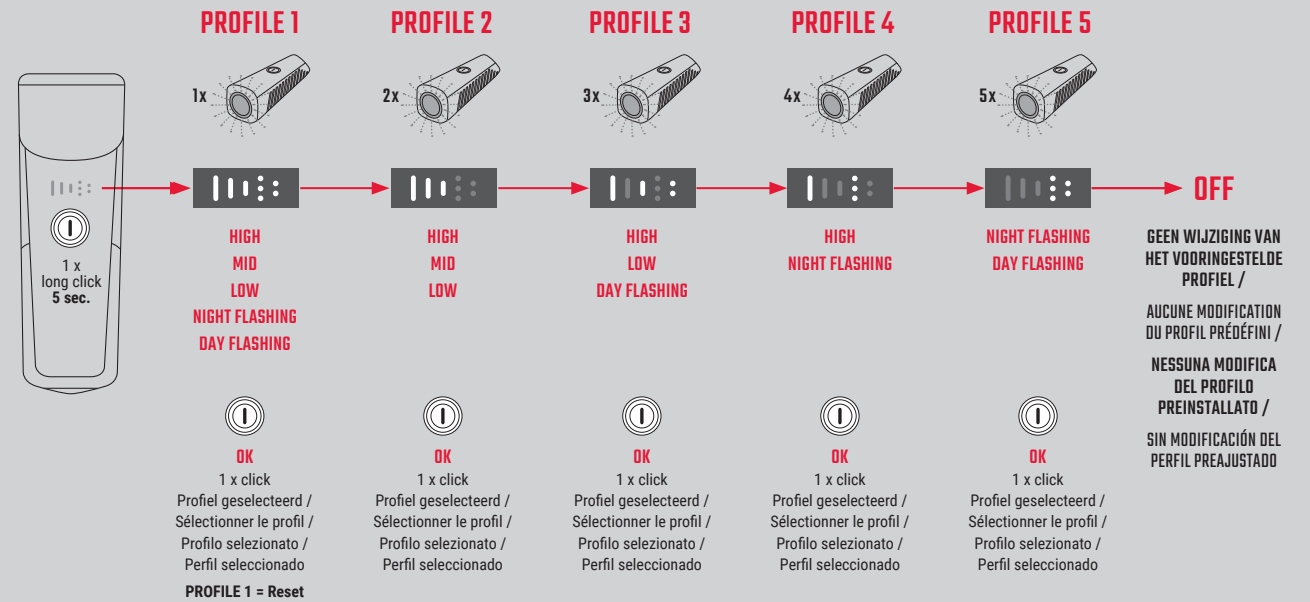 PROFILE 1
PROFILE 2
PROFILE 3
PROFILE 4
PROFILE 5
1x
2x
3x
4x
5x
1 x
long click
5 sec.
HIGH
MID
LOW
NIGHT FLASHING
DAY FLASHING
HIGH
MID
LOW
HIGH
LOW
DAY FLASHING
HIGH
NIGHT FLASHING
NIGHT FLASHING
DAY FLASHING
OFF
GEEN WIJZIGING VAN
HET VOORINGESTELDE
PROFIEL /
AUCUNE MODIFICATION
DU PROFIL PRÉDÉFINI /
NESSUNA MODIFICA
DEL PROFILO
PREINSTALLATO /
SIN MODIFICACIÓN DEL
PERFIL PREAJUSTADO
OK
1 x click
Profiel geselecteerd /
Sélectionner le profil /
Profilo selezionato /
Perfil seleccionado
PROFILE 1 = Reset
OK
1 x click
Profiel geselecteerd /
Sélectionner le profil /
Profilo selezionato /
Perfil seleccionado
OK
1 x click
Profiel geselecteerd /
Sélectionner le profil /
Profilo selezionato /
Perfil seleccionado
OK
1 x click
Profiel geselecteerd /
Sélectionner le profil /
Profilo selezionato /
Perfil seleccionado
OK
1 x click
Profiel geselecteerd /
Sélectionner le profil /
Profilo selezionato /
Perfil seleccionado